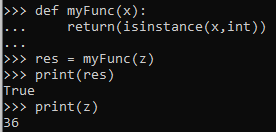 >>> def myFunc(x):
...     return(isinstance(x,int))
...
>>> res = myFunc(z)
>>> print(res)
True
>>> print(z)
36